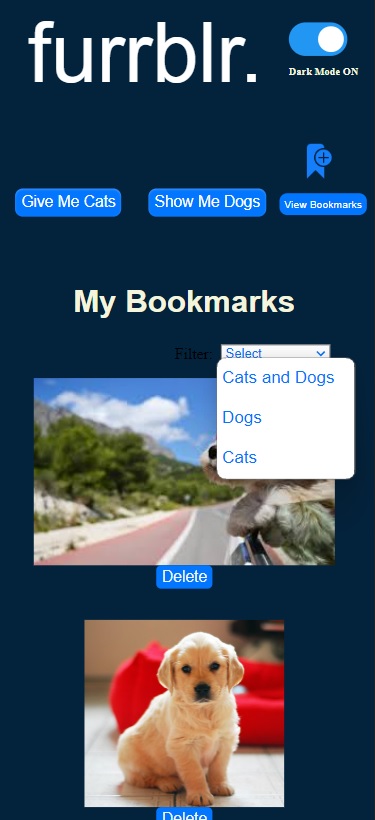 furrblr.
Dark Mode ON
Give Me Cats
Show Me Dogs
View Bookmarks
My Bookmarks
Filter:
Select
Cats and Dogs
Dogs
Cats
Delete
Delete